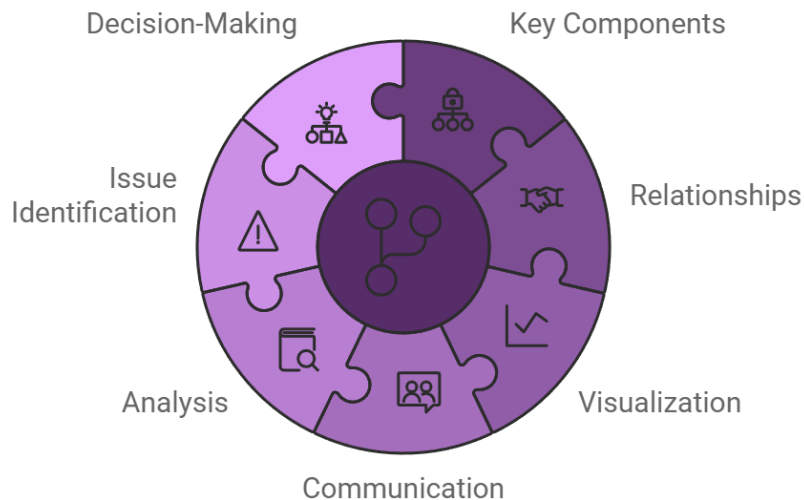 Decision-Making
Key Components
Issue
Identification
Relationships
Analysis
Visualization
Communication